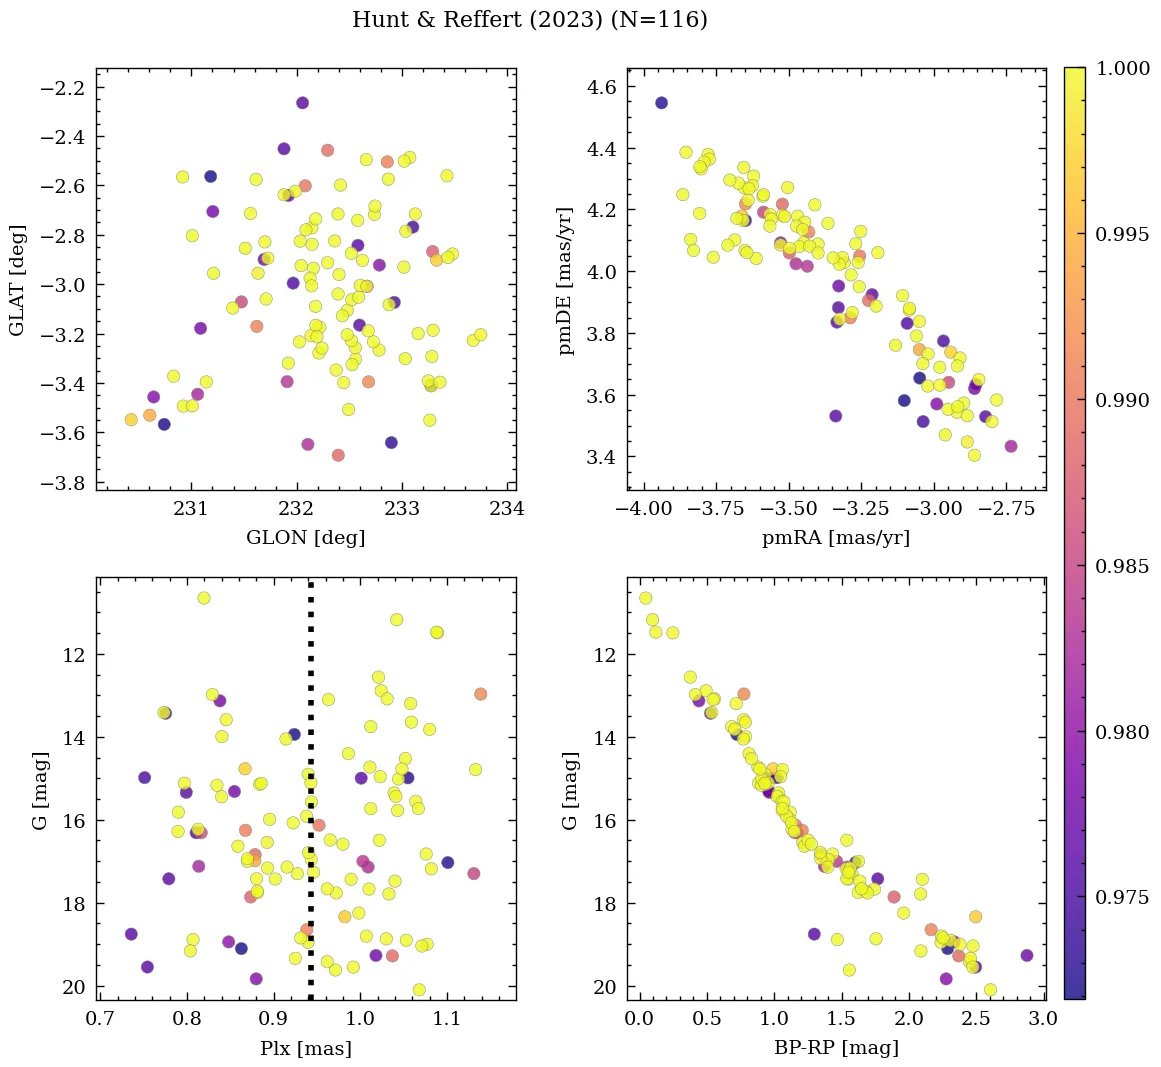 Hunt & Reffert (2023) (N=116)
−2.2
−2.4
−2.6
−2.8
−3.0
−3.2
−3.4
−3.6
−3.8
GLAT [deg]
231 232 233 234
GLON [deg]
4.6
4.4
4.2
4.0
3.8
3.6
3.4
pmDE [mas/yr]
−4.00 −3.75 −3.50 −3.25 −3.00 −2.75
pmRA [mas/yr]
12
14
16
18
20
G [mag]
0.7 0.8 0.9 1.0 1.1
Plx [mas]
12
14
16
18
20
G [mag]
0.0 0.5 1.0 1.5 2.0 2.5 3.0
BP-RP [mag]
1.000
0.995
0.990
0.985
0.980
0.975